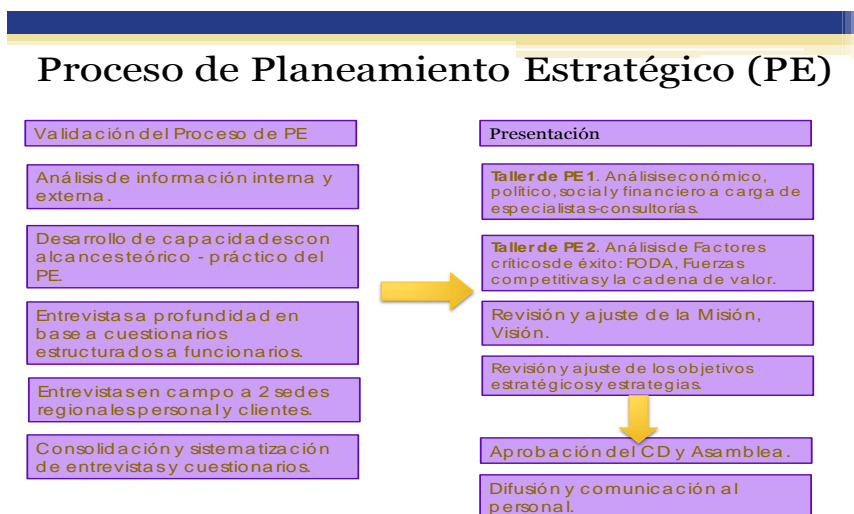 Proceso de Planeamiento Estratégico (PE)
Validación del Proceso de PE
Análisis de información interna y
externa.
Desarrollo de capacidades con
alcances teórico - práctico del
PE.
Entrevistas a profundidad en
base a cuestionarios
estructurados a funcionarios.
Entrevistas en campo a 2 sedes
regionales personal y clientes.
Consolidación y sistematización
de entrevistas y cuestionarios.
Presentación
Taller de PE 1. Análisis económico,
político, social y financiero a carga de
especialistas-consultorías.
Taller de PE 2. Análisis de Factores
críticos de éxito: FODA, Fuerzas
competitivas y la cadena de valor.
Revisión y ajuste de la Misión,
Visión.
Revisión y ajuste de los objetivos
estratégicos y estrategias.
Aprobación del CD y Asamblea.
Difusión y comunicación al
personal.